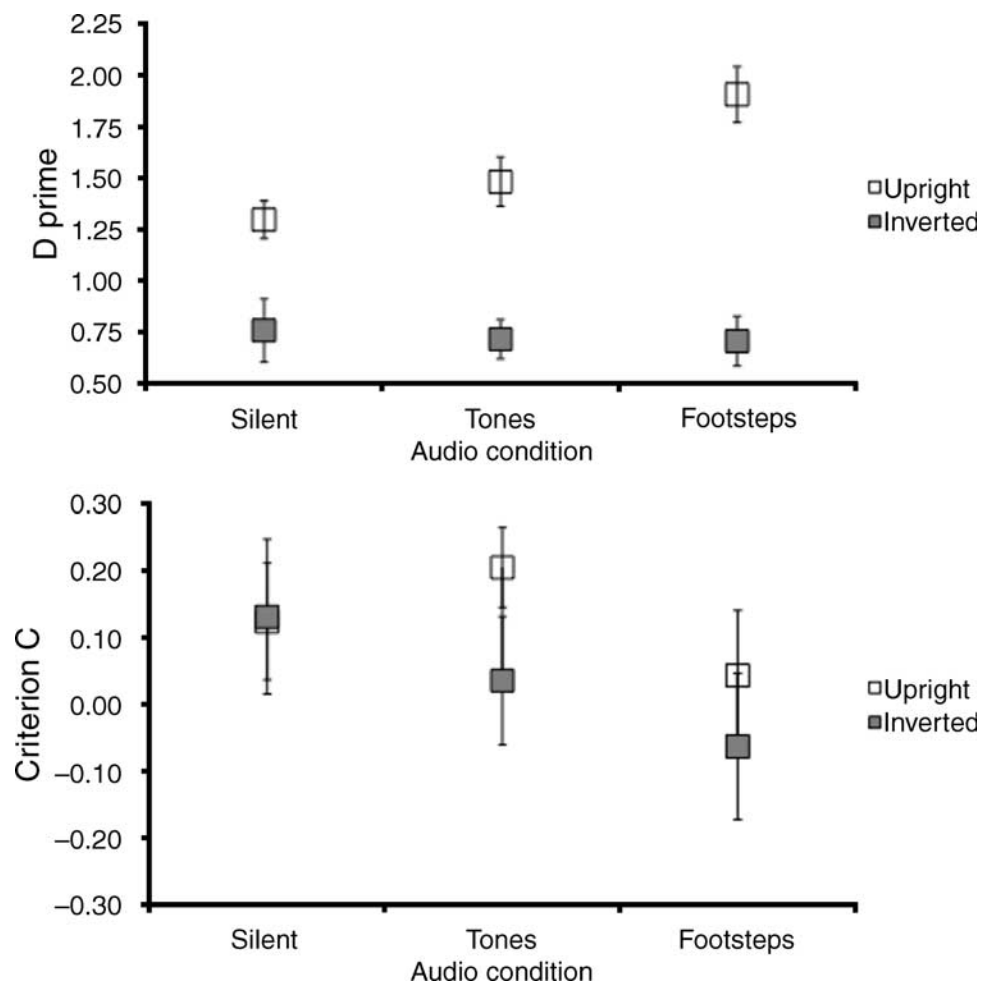 2.25
2.00
1.75
1.50
1.25
1.00
0.75
0.50
D prime
Silent Tones Footsteps
Audio condition
Upright
Inverted
0.30
0.20
0.10
0.00
–0.10
–0.20
–0.30
Criterion C
Silent Tones Footsteps
Audio condition
Upright
Inverted